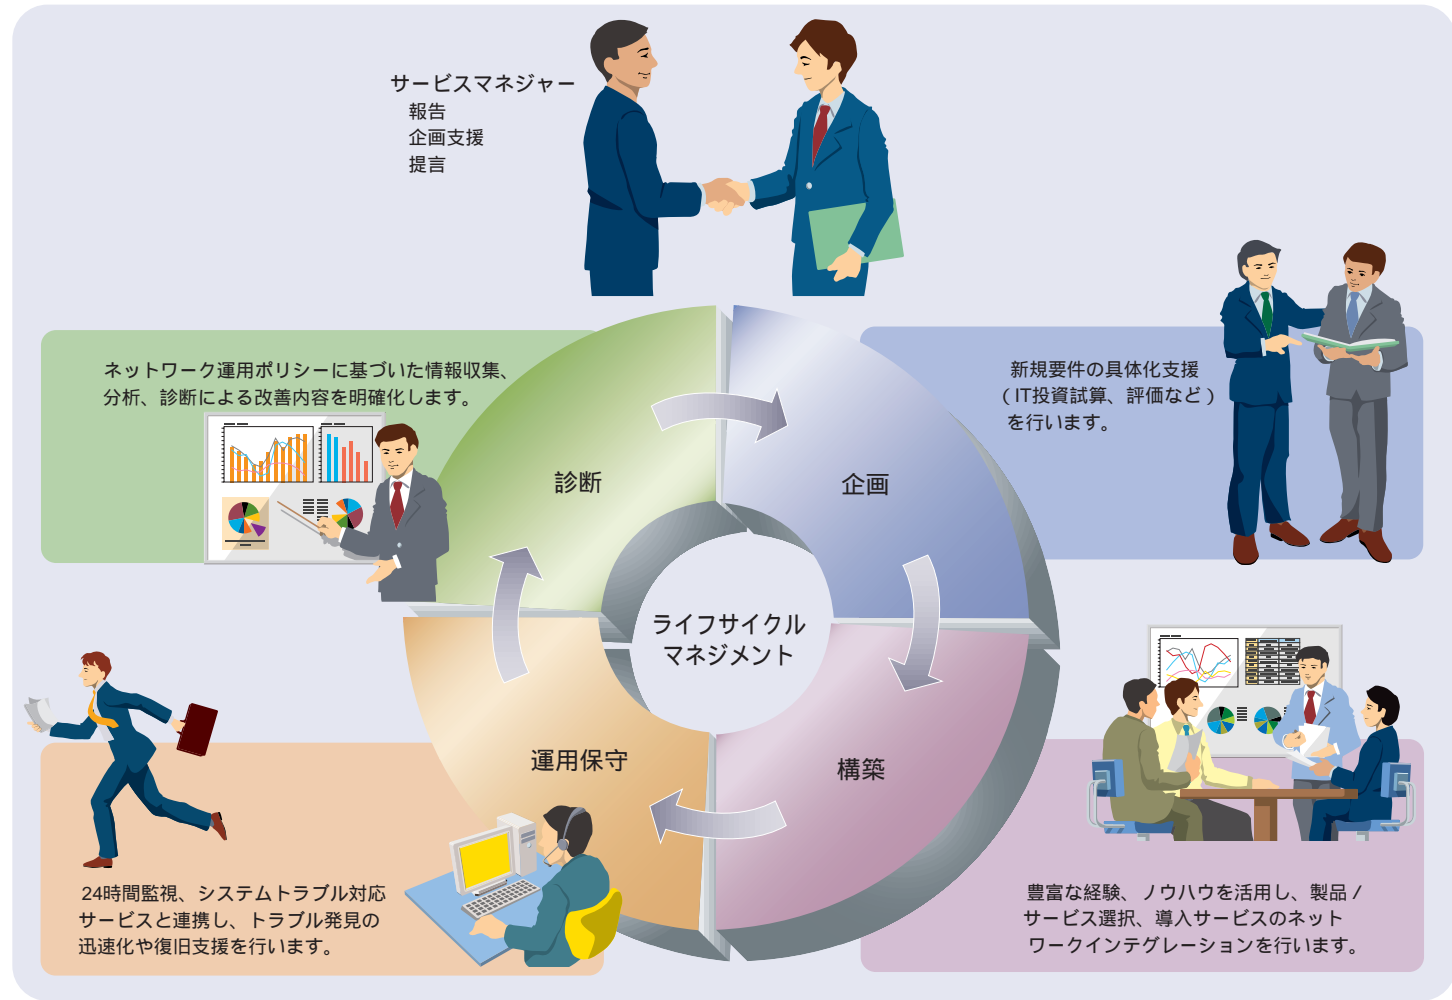 サービスマネジャー
報告
企画支援
提言
ネットワーク運用ポリシーに基づいた情報収集、
分析、診断による改善内容を明確化します。
新規要件の具体化支援
（IT投資試算、評価など）
を行います。
診断
企画
ライフサイクル
マネジメント
運用保守
構築
24時間監視、システムトラブル対応
サービスと連携し、トラブル発見の
迅速化や復旧支援を行います。
豊富な経験、ノウハウを活用し、製品／
サービス選択、導入サービスのネット
ワークインテグレーションを行います。